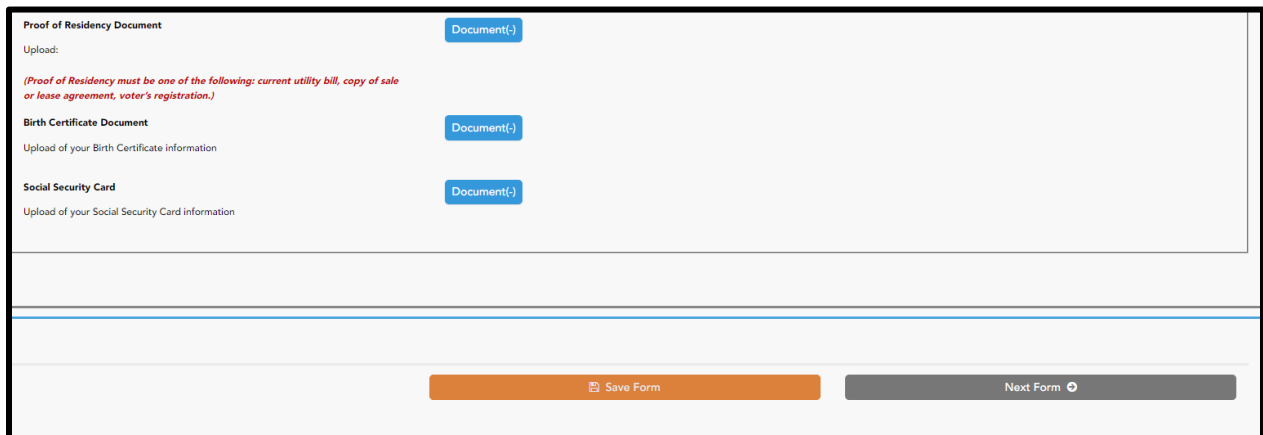 Proof of Residency Document
Document(-)
Upload:
(Proof of Residency must be one of the following: current utility bill, copy of sale
or lease agreement, voter's registration.)
Birth Certificate Document
Document(-)
Upload of your Birth Certificate information
Social Security Card
Document(-)
Upload of your Social Security Card information
Save Form
Next Form